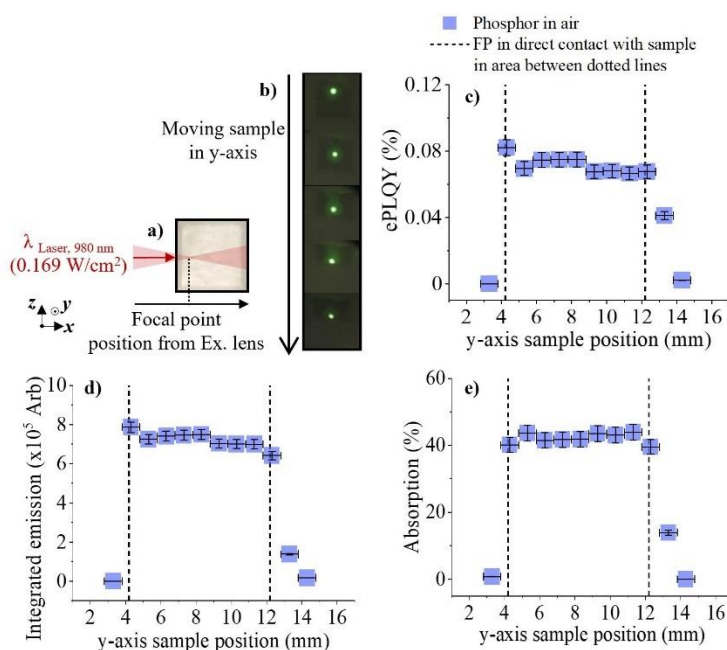 Phosphor in air
FP in direct contact with sample
in area between dotted lines
b)
Moving sample
in y-axis
a)
λ Laser, 980 nm
(0.169 W/cm²)
z y
x
Focal point
position from Ex. lens
c)
ePLQY (%)
0.12
0.08
0.04
0
2 4 6 8 10 12 14 16
y-axis sample position (mm)
d)
Integrated emission (x10⁵ Arb)
10
8
6
4
2
0
2 4 6 8 10 12 14 16
y-axis sample position (mm)
e)
Absorption (%)
60
40
20
0
2 4 6 8 10 12 14 16
y-axis sample position (mm)